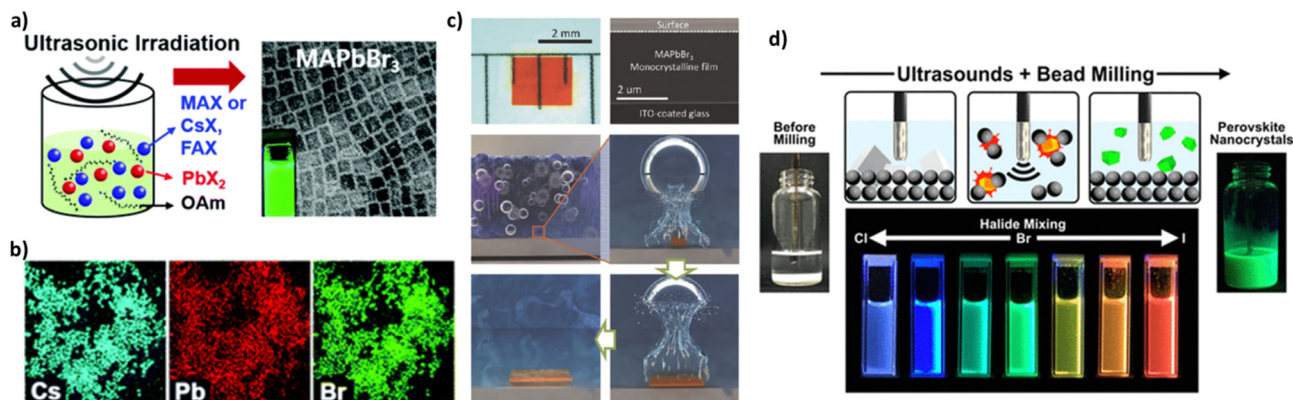 a)
Ultrasonic Irradiation
MAX or
CsX,
FAX
PbX2
OAm
MAPbBr3
b)
Cs
Pb
Br
c)
2 mm
Surface
MAPbBr3
Monocrystalline film
2 um
ITO-coated glass
d)
Ultrasounds + Bead Milling
Before
Milling
Perovskite
Nanocrystals
Halide Mixing
Cl
Br
I